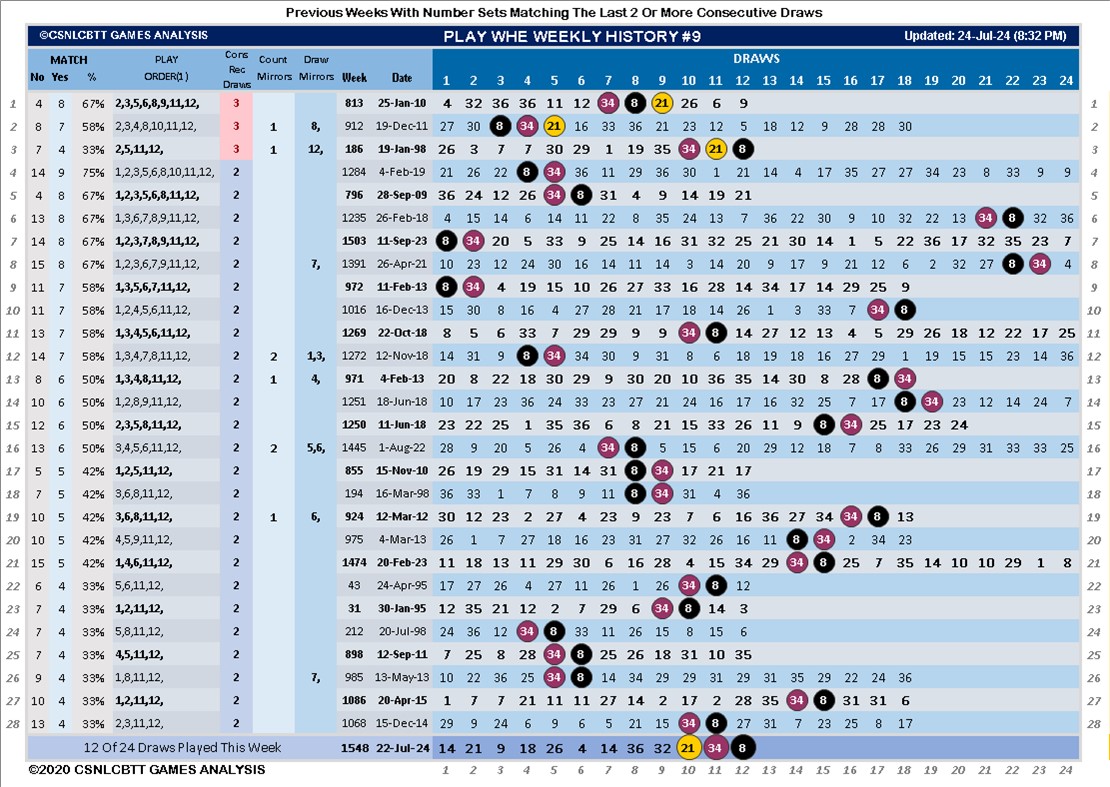 Previous Weeks With Number Sets Matching The Last 2 Or More Consecutive Draws
©CSNLCBTT GAMES ANALYSIS PLAY WHE WEEKLY HISTORY #9 Updated: 24-Jul-24 (8:32 PM)
MATCH PLAY Cons Count Draw DRAWS
No Yes % ORDER(1) Rec Draws Mirrors Mirrors Week Date 1 2 3 4 5 6 7 8 9 10 11 12 13 14 15 16 17 18 19 20 21 22 23 24
1 4 8 67% 2,3,5,6,8,9,11,12, 3 813 25-Jan-10 4 32 36 36 11 12 34 8 21 26 6 9 1
2 8 7 58% 2,3,4,8,10,11,12, 3 1 8, 912 19-Dec-11 27 30 8 34 21 16 33 36 21 23 12 5 18 12 9 28 28 30 2
3 7 4 33% 2,5,11,12, 3 1 12, 186 19-Jan-98 26 3 7 7 30 29 1 19 35 34 21 8 3
4 14 9 75% 1,2,3,5,6,8,10,11,12, 2 1284 4-Feb-19 21 26 22 8 34 36 11 29 36 30 1 21 14 4 17 35 27 27 34 23 8 33 9 9 4
5 4 8 67% 1,2,3,5,6,8,11,12, 2 796 28-Sep-09 36 24 12 26 34 8 31 4 9 14 19 21 5
6 13 8 67% 1,3,6,7,8,9,11,12, 2 1235 26-Feb-18 4 15 14 6 14 11 22 8 35 24 13 7 36 22 30 9 10 32 22 13 34 8 32 36 6
7 14 8 67% 1,2,3,7,8,9,11,12, 2 1503 11-Sep-23 8 34 20 5 33 9 25 14 16 31 32 25 21 30 14 1 5 22 36 17 32 35 23 7 7
8 15 8 67% 1,2,3,6,7,9,11,12, 2 7, 1391 26-Apr-21 10 23 12 24 30 16 14 11 14 3 14 20 9 17 9 21 12 6 2 32 27 8 34 4 8
9 11 7 58% 1,3,5,6,7,11,12, 2 972 11-Feb-13 8 34 4 19 15 10 26 27 33 16 28 14 34 17 14 29 25 9 9
10 11 7 58% 1,2,4,5,6,11,12, 2 1016 16-Dec-13 15 30 8 16 4 27 28 21 17 18 14 26 1 3 33 7 34 8 10
11 13 7 58% 1,3,4,5,6,11,12, 2 1269 22-Oct-18 8 5 6 33 7 29 29 9 9 34 8 14 27 12 13 4 5 29 26 18 12 22 17 25 11
12 14 7 58% 1,3,4,7,8,11,12, 2 2 1,3, 1272 12-Nov-18 14 31 9 8 34 34 30 9 31 8 6 18 19 18 16 27 29 1 19 15 15 23 14 36 12
13 8 6 50% 1,3,4,8,11,12, 2 1 4, 971 4-Feb-13 20 8 22 18 30 29 9 30 20 10 36 35 14 30 8 28 8 34 13
14 10 6 50% 1,2,8,9,11,12, 2 1251 18-Jun-18 10 17 23 36 24 33 23 27 21 24 16 17 16 32 25 7 17 8 34 23 12 14 24 7 14
15 12 6 50% 2,3,5,8,11,12, 2 1250 11-Jun-18 23 22 25 1 35 36 6 8 21 15 33 26 11 9 8 34 25 17 23 24 15
16 13 6 50% 3,4,5,6,11,12, 2 2 5,6, 1445 1-Aug-22 28 9 20 5 26 4 34 8 5 15 6 20 29 12 18 7 8 33 26 29 31 33 33 25 16
17 5 5 42% 1,2,5,11,12, 2 855 15-Nov-10 26 19 29 15 31 14 31 8 34 17 21 17 17
18 7 5 42% 3,6,8,11,12, 2 194 16-Mar-98 36 33 1 7 8 9 11 8 34 31 4 36 18
19 10 5 42% 3,6,8,11,12, 2 1 6, 924 12-Mar-12 30 12 23 2 27 4 23 9 23 7 6 16 36 27 34 34 8 13 19
20 10 5 42% 4,5,9,11,12, 2 975 4-Mar-13 26 1 7 27 18 16 23 31 27 32 26 16 11 8 34 2 34 23 20
21 15 5 42% 1,4,6,11,12, 2 1474 20-Feb-23 11 18 13 11 29 30 6 16 28 4 15 34 29 34 8 25 7 35 14 10 10 29 1 8 21
22 6 4 33% 5,6,11,12, 2 43 24-Apr-95 17 27 26 4 27 11 26 1 26 34 8 12 22
23 7 4 33% 1,2,11,12, 2 31 30-Jan-95 12 35 21 12 2 7 29 6 34 8 14 3 23
24 7 4 33% 5,8,11,12, 2 212 20-Jul-98 24 36 12 34 8 33 11 26 15 8 15 6 24
25 7 4 33% 4,5,11,12, 2 898 12-Sep-11 7 25 8 28 34 8 25 26 18 31 10 35 25
26 9 4 33% 1,8,11,12, 2 7, 985 13-May-13 10 22 36 25 34 8 14 34 29 29 31 29 31 35 16 22 24 36 26
27 10 4 33% 1,2,11,12, 2 1086 20-Apr-15 1 7 7 21 11 11 27 14 2 17 2 28 35 34 8 31 31 6 27
28 13 4 33% 2,3,11,12, 2 1068 15-Dec-14 29 9 24 6 9 6 5 21 15 34 8 27 31 7 23 25 8 17 28
12 Of 24 Draws Played This Week 1548 22-Jul-24 14 21 9 18 26 4 14 36 32 21 34 8
©2020 CSNLCBTT GAMES ANALYSIS 1 2 3 4 5 6 7 8 9 10 11 12 13 14 15 16 17 18 19 20 21 22 23 24